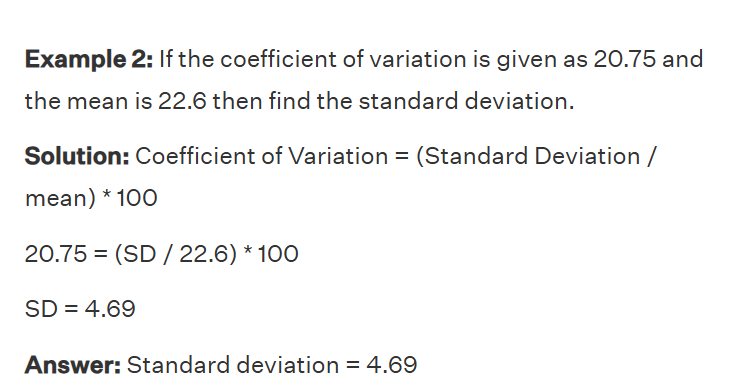 Example 2: If the coefficient of variation is given as 20.75 and
the mean is 22.6 then find the standard deviation.
Solution: Coefficient of Variation = (Standard Deviation /
mean) * 100
20.75 = (SD / 22.6) * 100
SD = 4.69
Answer: Standard deviation = 4.69